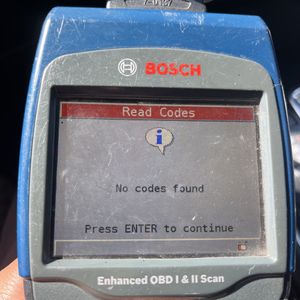 BOSCH
Read Codes
i
No codes found
Press ENTER to continue
Enhanced OBD I & II Scan